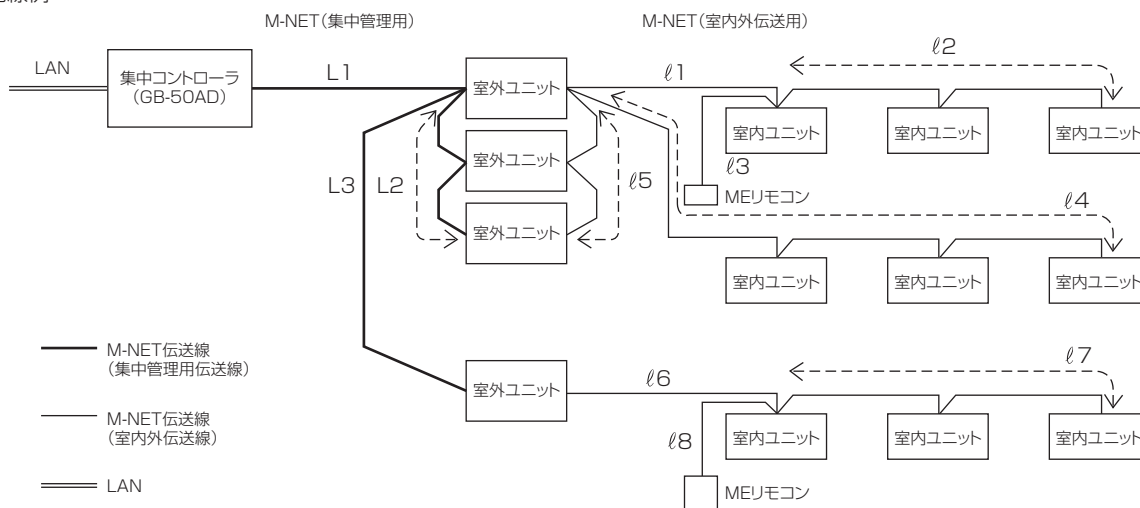 M-NET(集中管理用)
M-NET(室内外伝送用)
LAN
集中コントローラ
(GB-50AD)
L1
室外ユニット
ℓ1
ℓ2
室内ユニット
室内ユニット
室内ユニット
ℓ3
MEリモコン
室外ユニット
L3
L2
ℓ5
室外ユニット
ℓ4
室内ユニット
室内ユニット
室内ユニット
M-NET伝送線
(集中管理用伝送線)
室外ユニット
ℓ6
ℓ7
M-NET伝送線
(室内外伝送線)
室内ユニット
室内ユニット
室内ユニット
ℓ8
LAN
MEリモコン